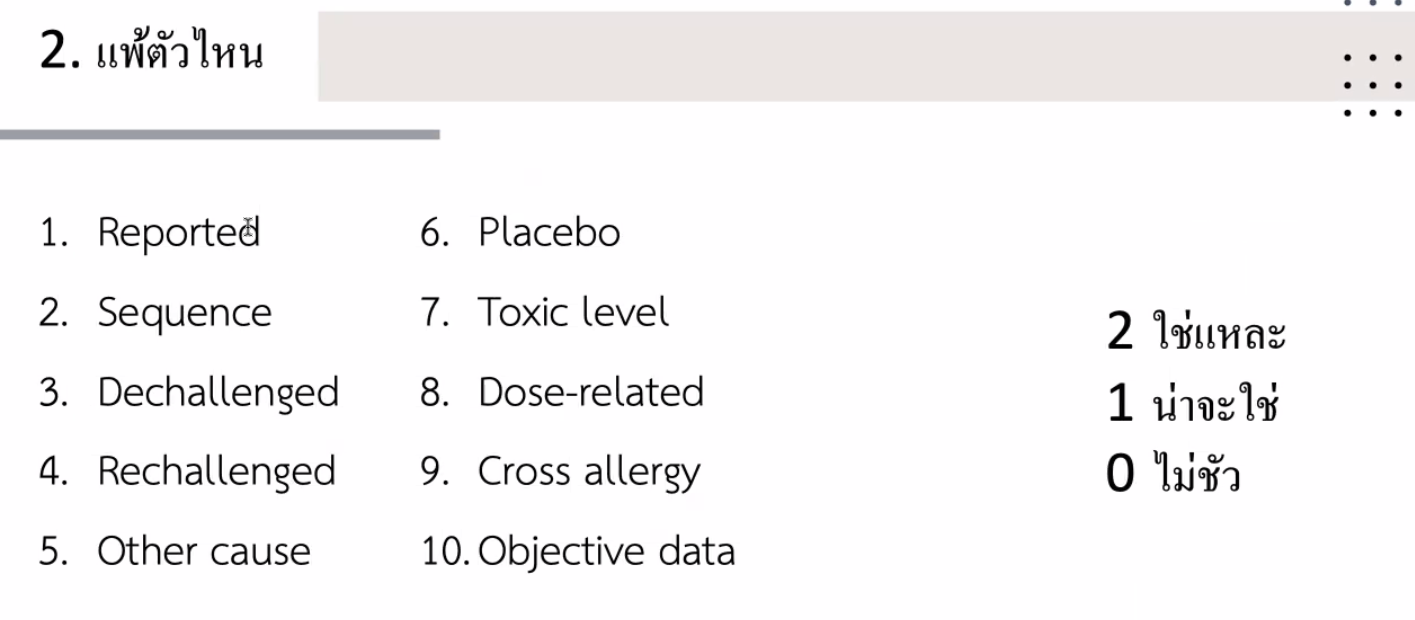 2. แพ้ตัวไหน
1. Reported
2. Sequence
3. Dechallenged
4. Rechallenged
5. Other cause
6. Placebo
7. Toxic level
8. Dose-related
9. Cross allergy
10. Objective data
2 ใช่แหละ
1 น่าจะใช่
0 ไม่ชัว